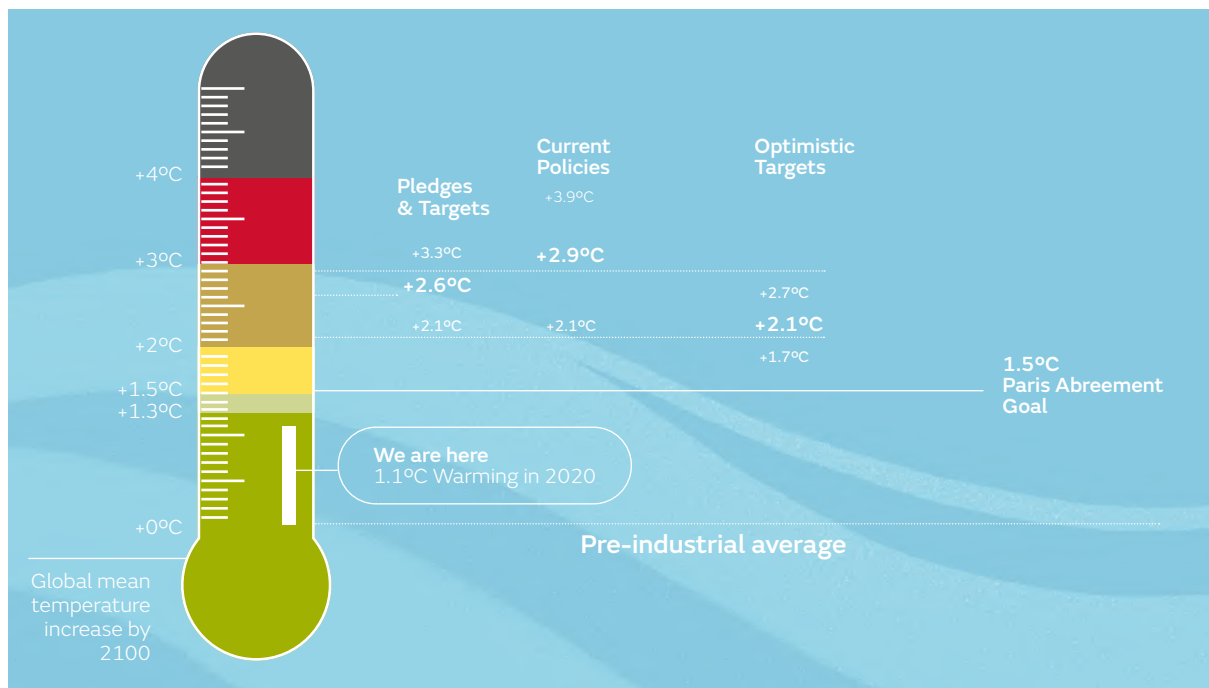 +4ºC
+3ºC
+2ºC
+1.5ºC
+1.3ºC
+0ºC
Global mean
temperature
increase by
2100
Pledges
& Targets
+3.3ºC
+2.6ºC
+2.1ºC
Current
Policies
+3.9ºC
+2.9ºC
+2.1ºC
Optimistic
Targets
+2.7ºC
+2.1ºC
+1.7ºC
1.5ºC
Paris Abreement
Goal
We are here
1.1ºC Warming in 2020
Pre-industrial average